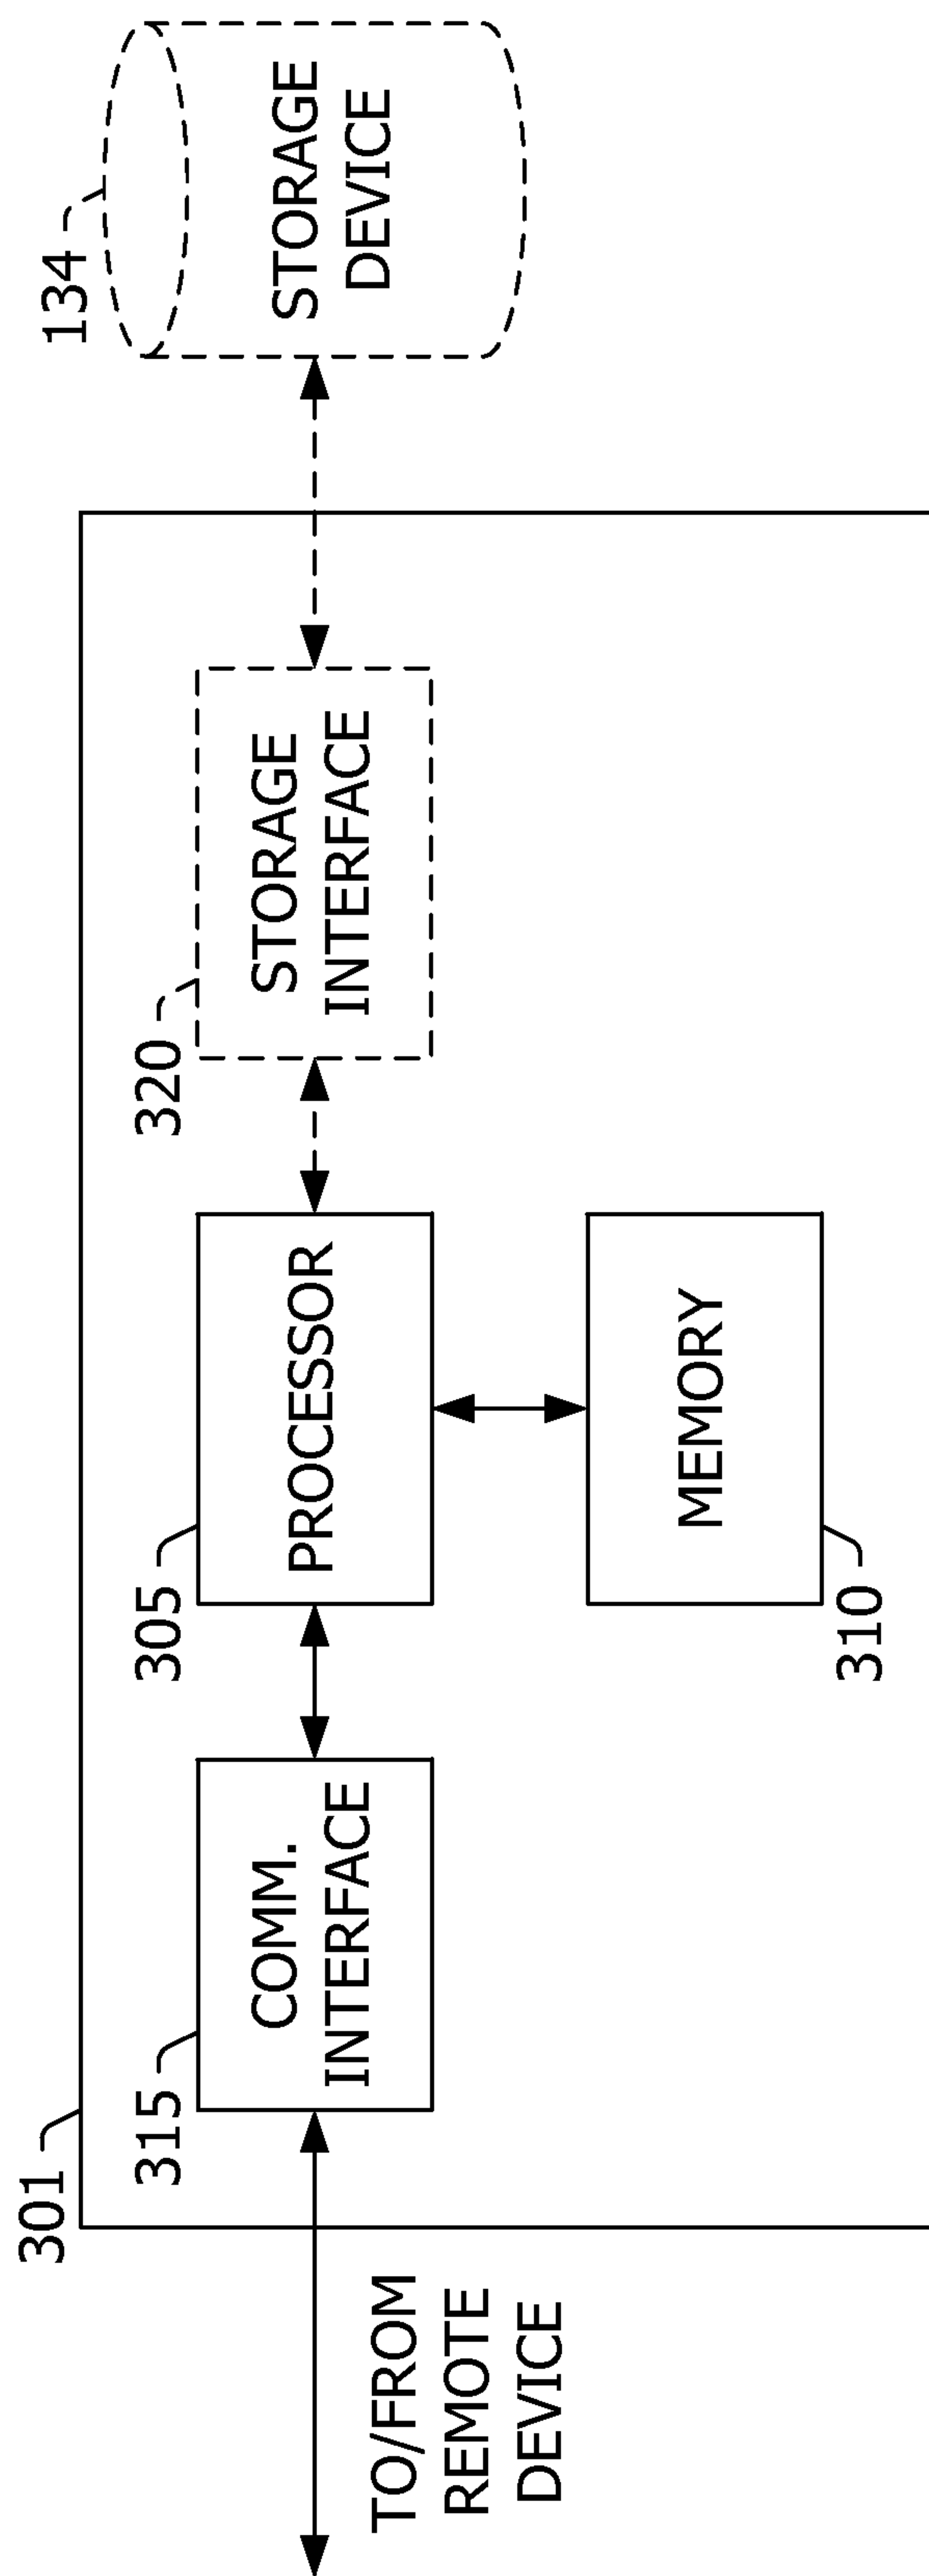 301
315
COMM.
INTERFACE
305
PROCESSOR
320
STORAGE
INTERFACE
134
STORAGE
DEVICE
TO/FROM
REMOTE
DEVICE
MEMORY
310